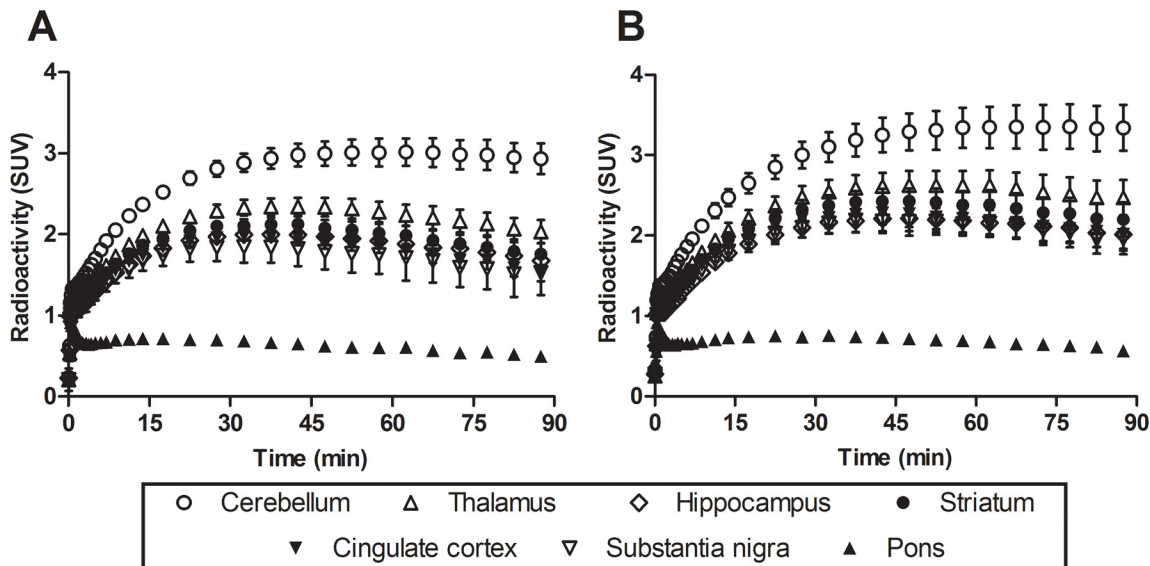 A
B
Radioactivity (SUV)
4
3
2
1
0
0 15 30 45 60 75 90
Time (min)
Radioactivity (SUV)
4
3
2
1
0
0 15 30 45 60 75 90
Time (min)
Cerebellum Thalamus Hippocampus Striatum
Cingulate cortex Substantia nigra Pons